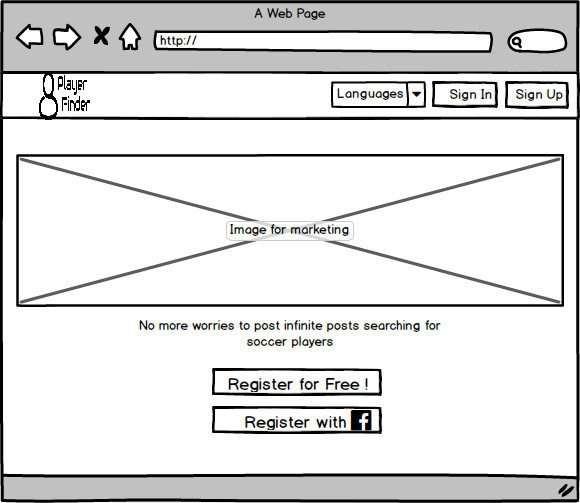 A Web Page
http://
Player
Finder
Languages
Sign In
Sign Up
Image for marketing
No more worries to post infinite posts searching for
soccer players
Register for Free !
Register with